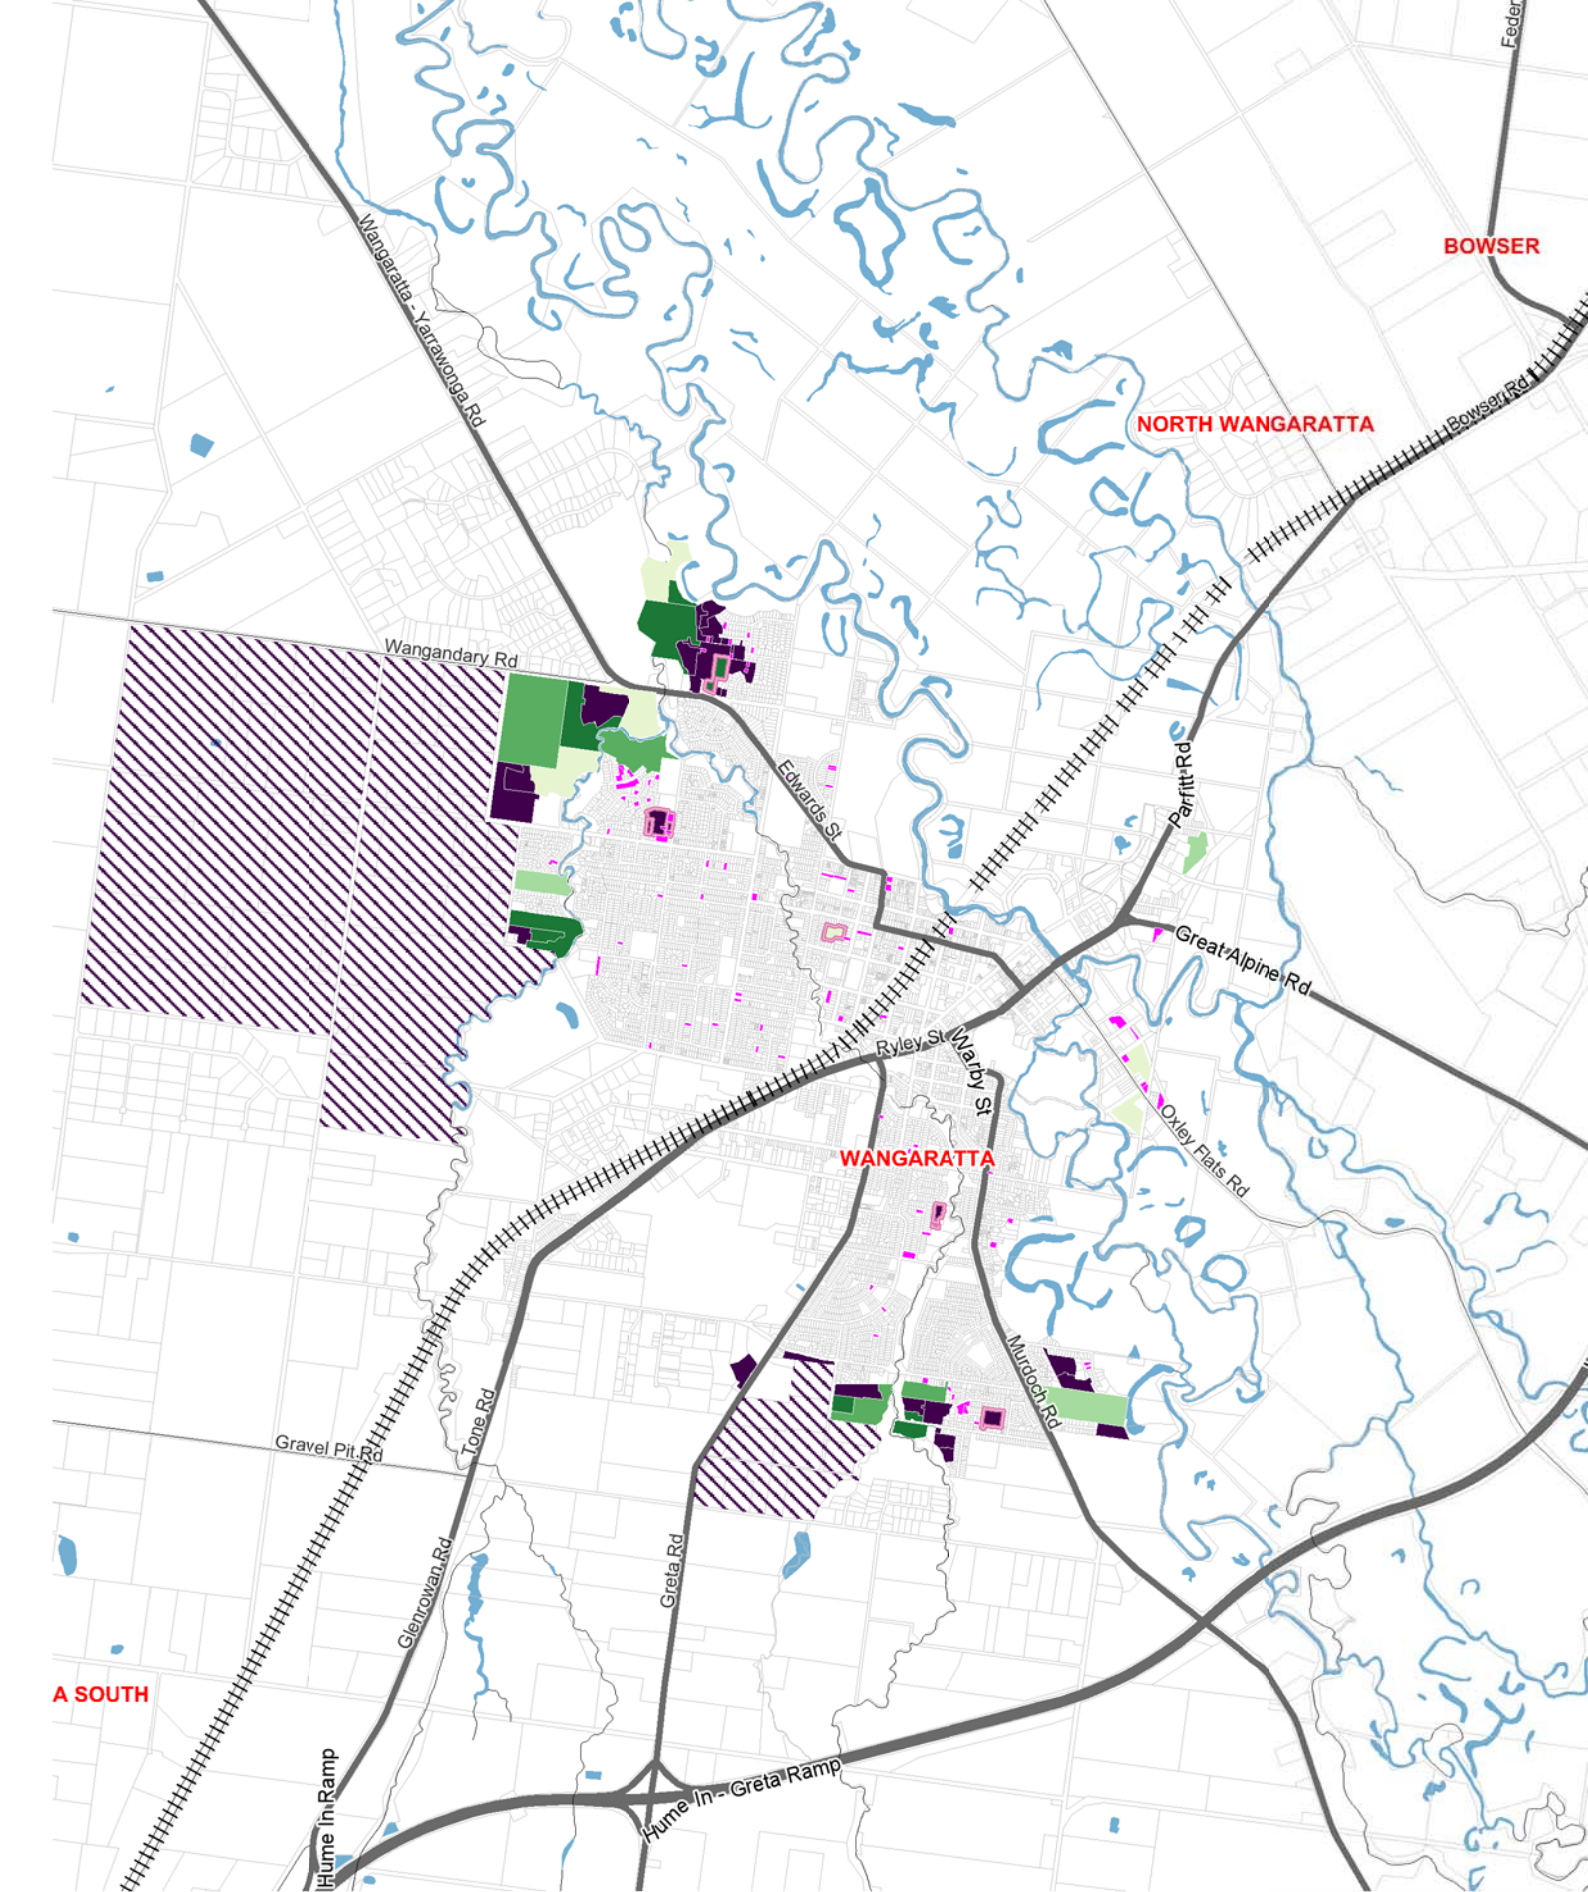 Feder
BOWSER
Wangaratta - Yarrawonga Rd
Bowser Rd
NORTH WANGARATTA
Wangandary Rd
Edwards St
Parfitt Rd
Great Alpine Rd
Ryley St
Warby St
Oxley Flats Rd
WANGARATTA
Murdoch Rd
Tone Rd
Gravel Pit Rd
Greta Rd
Glenrowan Rd
A SOUTH
Hume In - Greta Ramp
Hume In Ramp